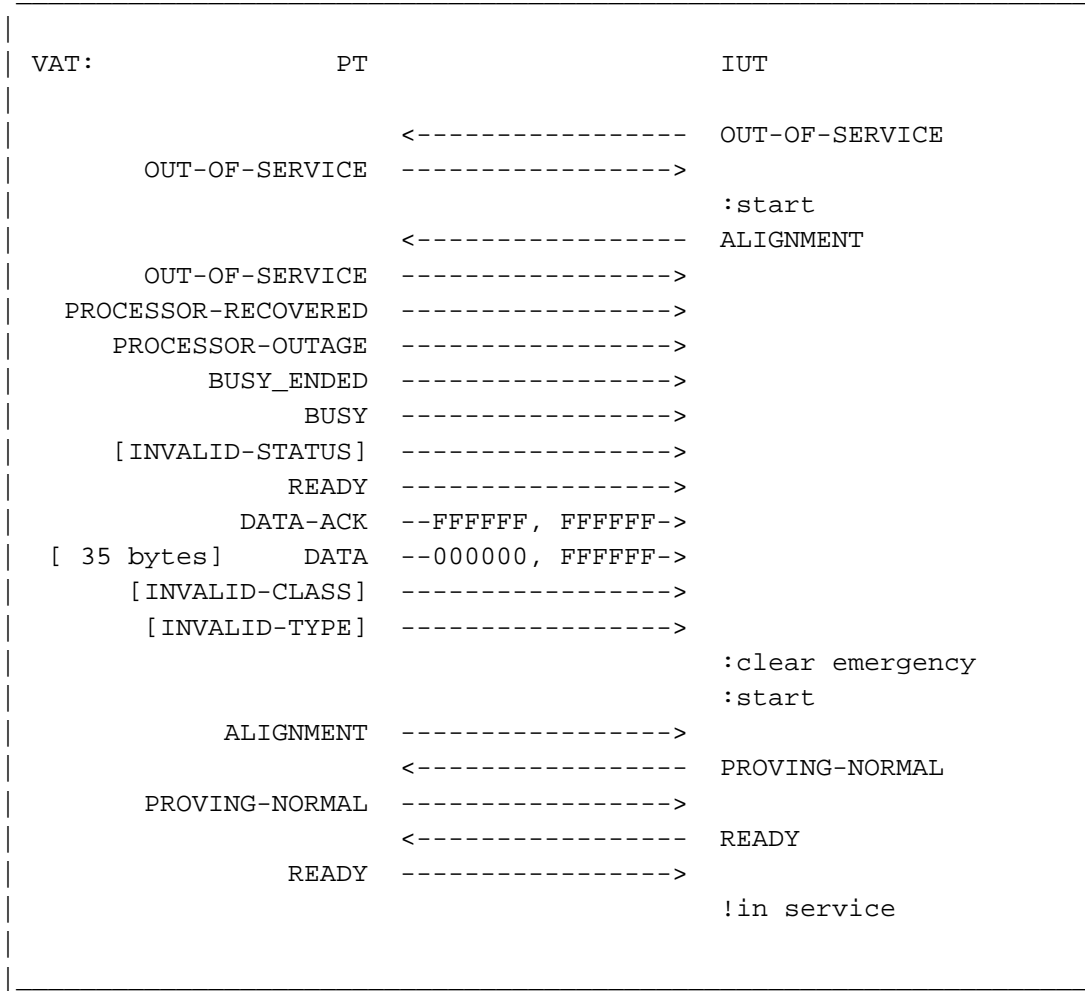 VAT: PT IUT
<----------------- OUT-OF-SERVICE
OUT-OF-SERVICE ----------------->
:start
<----------------- ALIGNMENT
OUT-OF-SERVICE ----------------->
PROCESSOR-RECOVERED ----------------->
PROCESSOR-OUTAGE ----------------->
BUSY_ENDED ----------------->
BUSY ----------------->
[INVALID-STATUS] ----------------->
READY ----------------->
DATA-ACK --FFFFFF, FFFFFF->
[ 35 bytes] DATA --000000, FFFFFF->
[INVALID-CLASS] ----------------->
[INVALID-TYPE] ----------------->
:clear emergency
:start
ALIGNMENT ----------------->
<----------------- PROVING-NORMAL
PROVING-NORMAL ----------------->
<----------------- READY
READY ----------------->
!in service